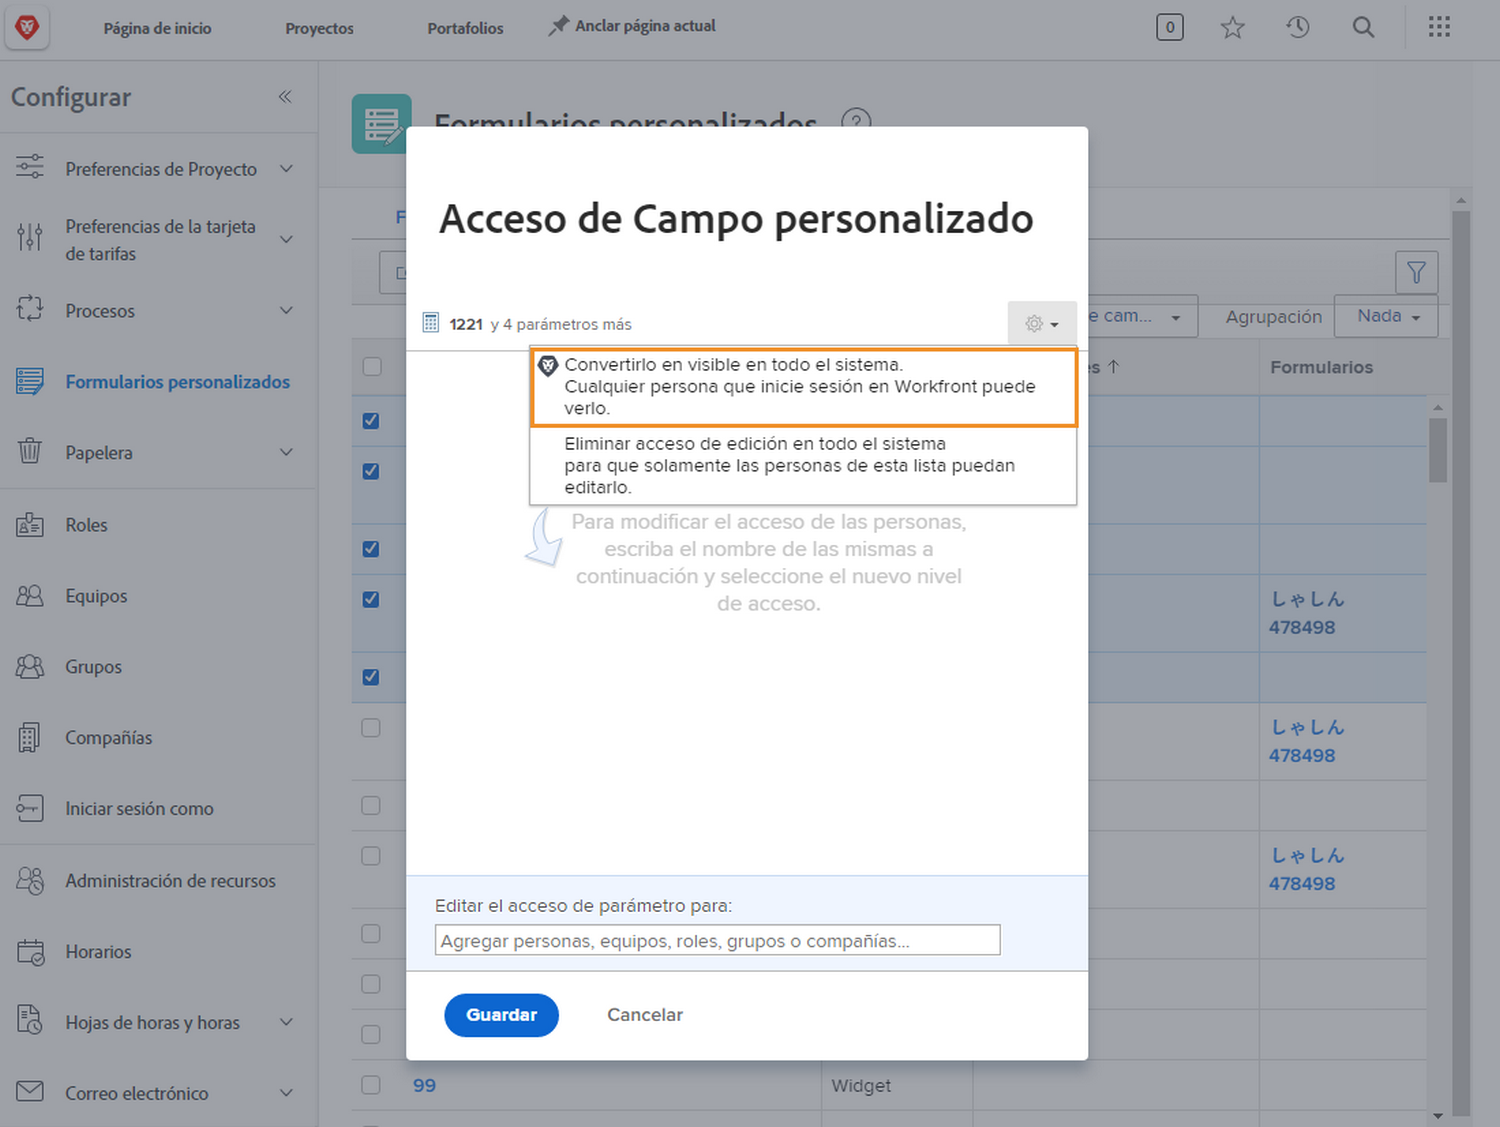 Página de inicio
Proyectos
Portafolios
Anclar página actual
0
Configurar
Formularios personalizados
?
Preferencias de Proyecto
Preferencias de la tarjeta
de tarifas
Procesos
Formularios personalizados
Papelera
Roles
Equipos
Grupos
Compañías
Iniciar sesión como
Administración de recursos
Horarios
Hojas de horas y horas
Correo electrónico
F
Acceso de Campo personalizado
1221 y 4 parámetros más
Convertirlo en visible en todo el sistema.
Cualquier persona que inicie sesión en Workfront puede
verlo.
Eliminar acceso de edición en todo el sistema
para que solamente las personas de esta lista puedan
editarlo.
Para modificar el acceso de las personas,
escriba el nombre de las mismas a
continuación y seleccione el nuevo nivel
de acceso.
Editar el acceso de parámetro para:
Agregar personas, equipos, roles, grupos o compañías...
Guardar
Cancelar
e cam...
Agrupación
Nada
s
Formularios
しゃしん
478498
しゃしん
478498
しゃしん
478498
99
Widget